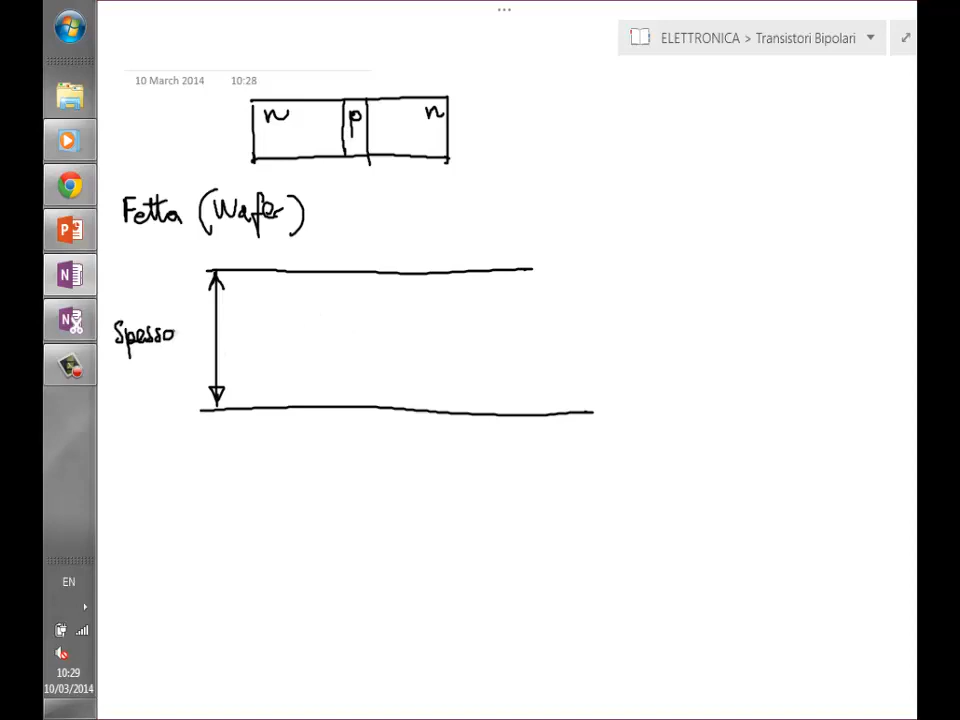 ELETTRONICA > Transistori Bipolari
10 March 2014 10:28
n p n
Fetta (Wafer)
Spesso
EN
10:29
10/03/2014